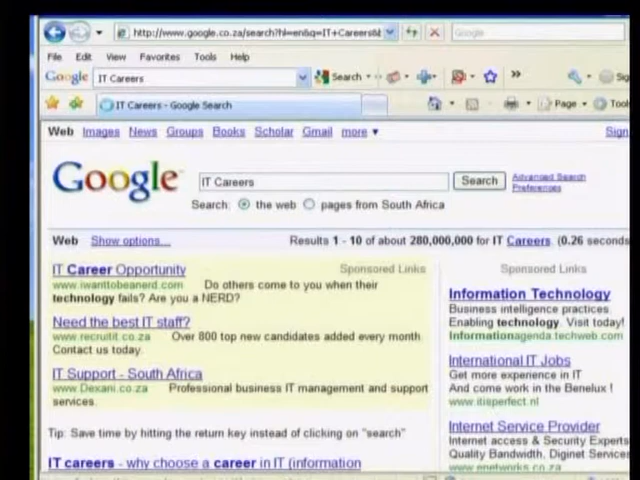 http://www.google.co.za/search?hl=en&q=IT+Careers&
Google
File Edit View Favorites Tools Help
Google IT Careers Search
IT Careers - Google Search Page Tool
Web Images News Groups Books Scholar Gmail more Sign
Google IT Careers Search Advanced Search
Preferences
Search: the web pages from South Africa
Web Show options... Results 1 - 10 of about 280,000,000 for IT Careers. (0.26 seconds
IT Career Opportunity Sponsored Links
www.iwanttobeanerd.com Do others come to you when their
technology fails? Are you a NERD?
Need the best IT staff?
www.recruitit.co.za Over 800 top new candidates added every month
Contact us today.
IT Support - South Africa
www.Dexani.co.za Professional business IT management and support
services.
Tip: Save time by hitting the return key instead of clicking on "search"
IT careers - why choose a career in IT (information
Sponsored Links
Information Technology
Business intelligence practices.
Enabling technology. Visit today!
Informationagenda.techweb.com
International IT Jobs
Get more experience in IT
And come work in the Benelux !
www.itisperfect.nl
Internet Service Provider
Internet access & Security Experts
Quality Bandwidth, Diginet Services
www.enetworks.co.za